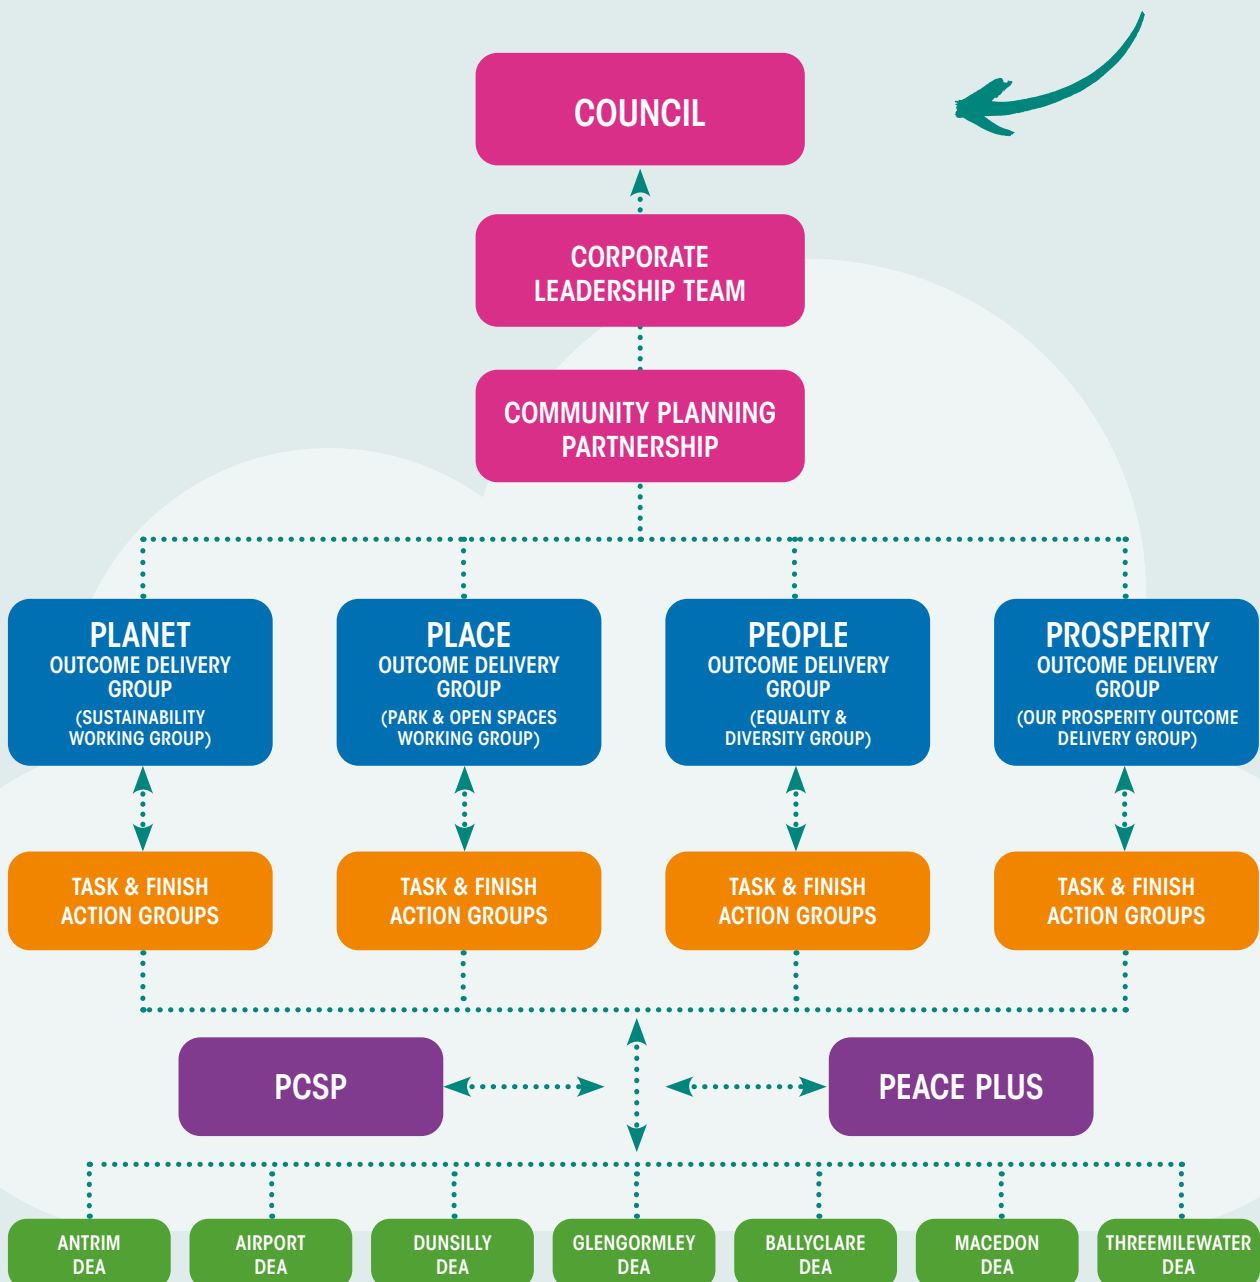 COUNCIL
CORPORATE
LEADERSHIP TEAM
COMMUNITY PLANNING
PARTNERSHIP
PLANET
OUTCOME DELIVERY
GROUP
(SUSTAINABILITY
WORKING GROUP)
PLACE
OUTCOME DELIVERY
GROUP
(PARK & OPEN SPACES
WORKING GROUP)
PEOPLE
OUTCOME DELIVERY
GROUP
(EQUALITY &
DIVERSITY GROUP)
PROSPERITY
OUTCOME DELIVERY
GROUP
(OUR PROSPERITY OUTCOME
DELIVERY GROUP)
TASK & FINISH
ACTION GROUPS
TASK & FINISH
ACTION GROUPS
TASK & FINISH
ACTION GROUPS
TASK & FINISH
ACTION GROUPS
PCSP
PEACE PLUS
ANTRIM
DEA
AIRPORT
DEA
DUNSILLY
DEA
GLENGORMLEY
DEA
BALLYCLARE
DEA
MACEDON
DEA
THREEMILEWATER
DEA